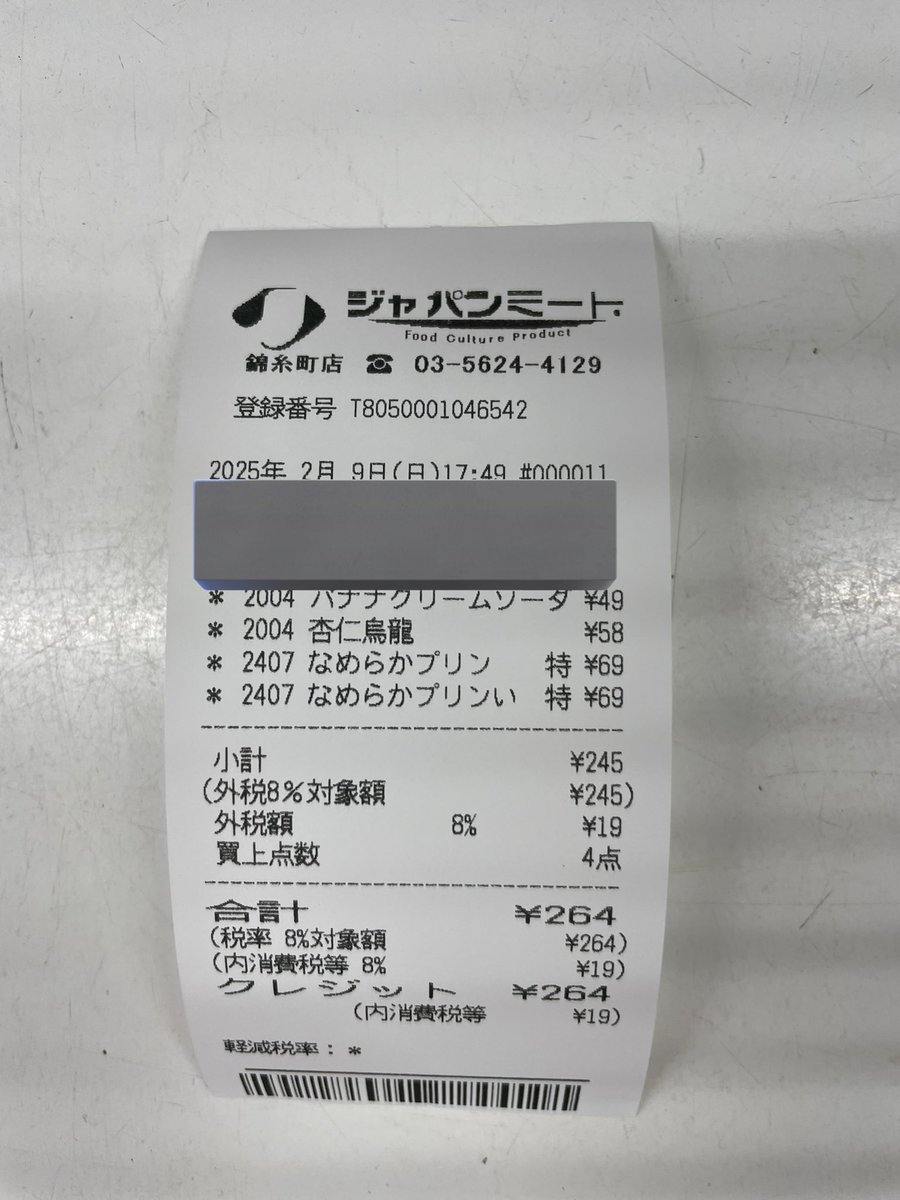 ジャパンミート
Food Culture Product
錦糸町店 ☎ 03-5624-4129
登録番号 T8050001046542
2025年 2月 9日(日)17:49 #000011
* 2004 バナナクリームソーダ ¥49
* 2004 杏仁烏龍 ¥58
* 2407 なめらかプリン 特 ¥69
* 2407 なめらかプリンい 特 ¥69
小計 ¥245
(外税8%対象額 ¥245)
外税額 8% ¥19
買上点数 4点
合計 ¥264
(税率 8%対象額 ¥264)
(内消費税等 8% ¥19)
クレジット ¥264
(内消費税等 ¥19)
軽減税率: *